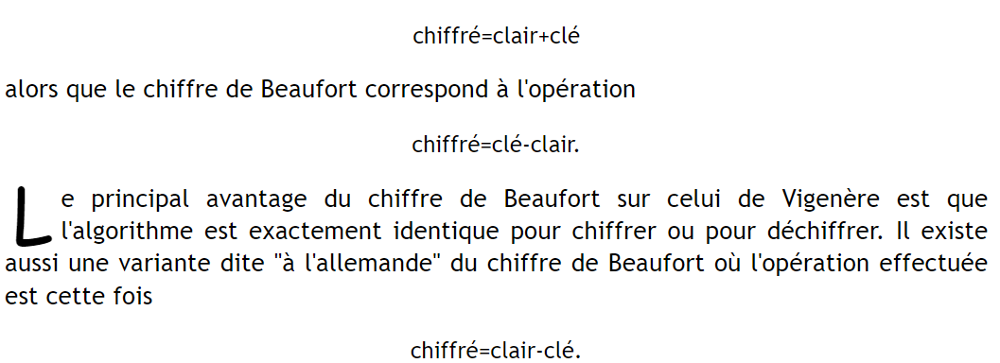 chiffré=clair+clé
alors que le chiffre de Beaufort correspond à l'opération
chiffré=clé-clair.
Le principal avantage du chiffre de Beaufort sur celui de Vigenère est que
l'algorithme est exactement identique pour chiffrer ou pour déchiffrer. Il existe
aussi une variante dite "à l'allemande" du chiffre de Beaufort où l'opération effectuée
est cette fois
chiffré=clair-clé.